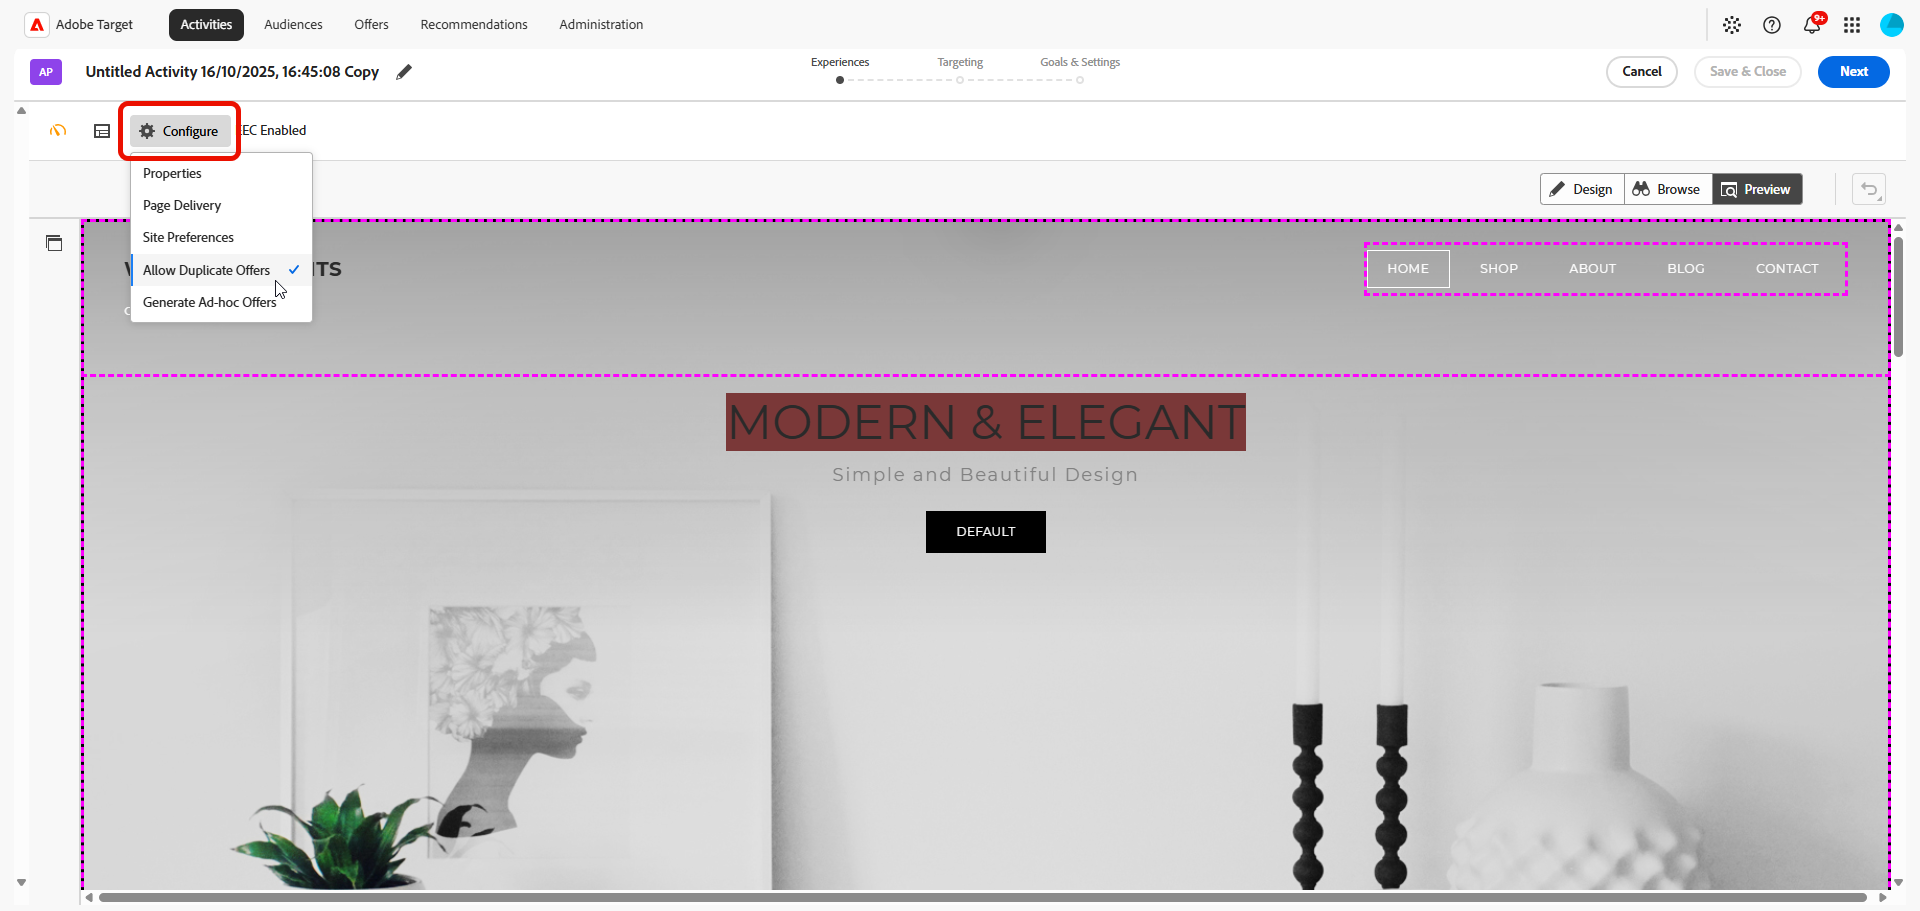 Adobe Target
Activities
Audiences
Offers
Recommendations
Administration
9+
AP
Untitled Activity 16/10/2025, 16:45:08 Copy
Experiences
Targeting
Goals & Settings
Cancel
Save & Close
Next
Configure
EC Enabled
Properties
Page Delivery
Site Preferences
Allow Duplicate Offers
Generate Ad-hoc Offers
Design
Browse
Preview
HOME
SHOP
ABOUT
BLOG
CONTACT
MODERN & ELEGANT
Simple and Beautiful Design
DEFAULT